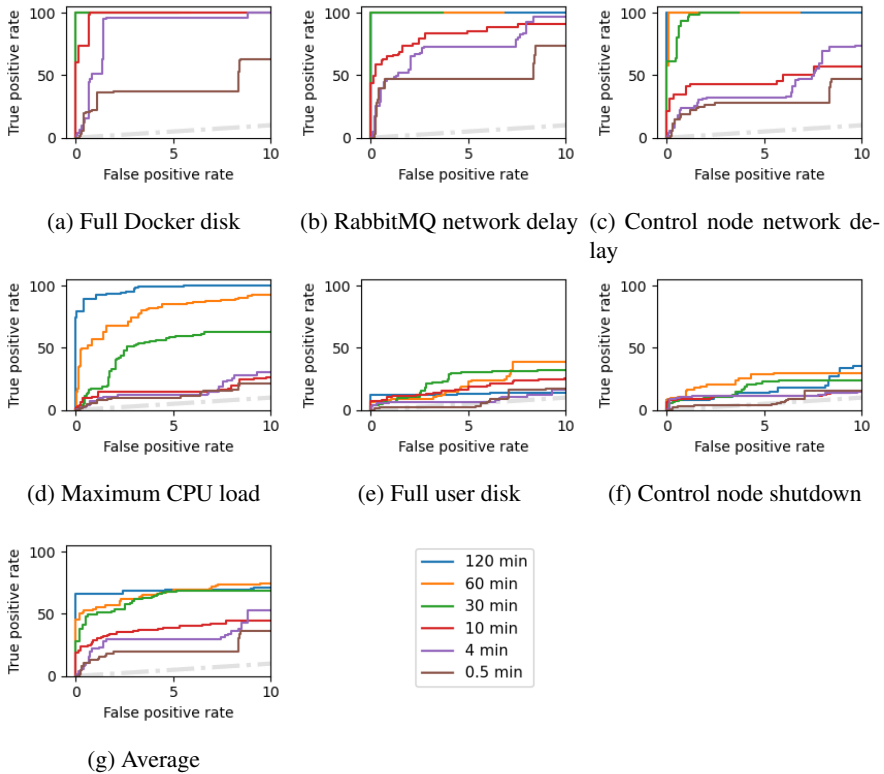 100
50
0
True positive rate
0
5
10
False positive rate
(a) Full Docker disk
100
50
0
True positive rate
0
5
10
False positive rate
(b) RabbitMQ network delay
100
50
0
True positive rate
0
5
10
False positive rate
(c) Control node network de-
lay
100
50
0
True positive rate
0
5
10
False positive rate
(d) Maximum CPU load
100
50
0
True positive rate
0
5
10
False positive rate
(e) Full user disk
100
50
0
True positive rate
0
5
10
False positive rate
(f) Control node shutdown
100
50
0
True positive rate
0
5
10
False positive rate
(g) Average
120 min
60 min
30 min
10 min
4 min
0.5 min